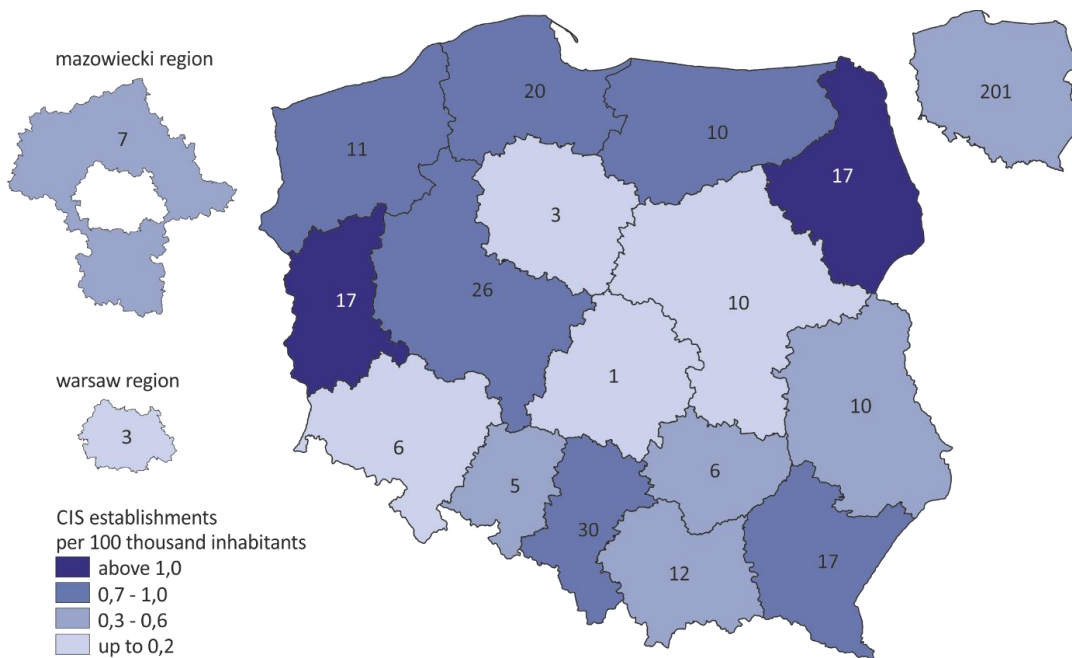 mazowiecki region
7
warsaw region
3
CIS establishments
per 100 thousand inhabitants
above 1,0
0,7 - 1,0
0,3 - 0,6
up to 0,2
201
20
10
11
17
3
17
26
10
1
10
6
5
6
30
12
17